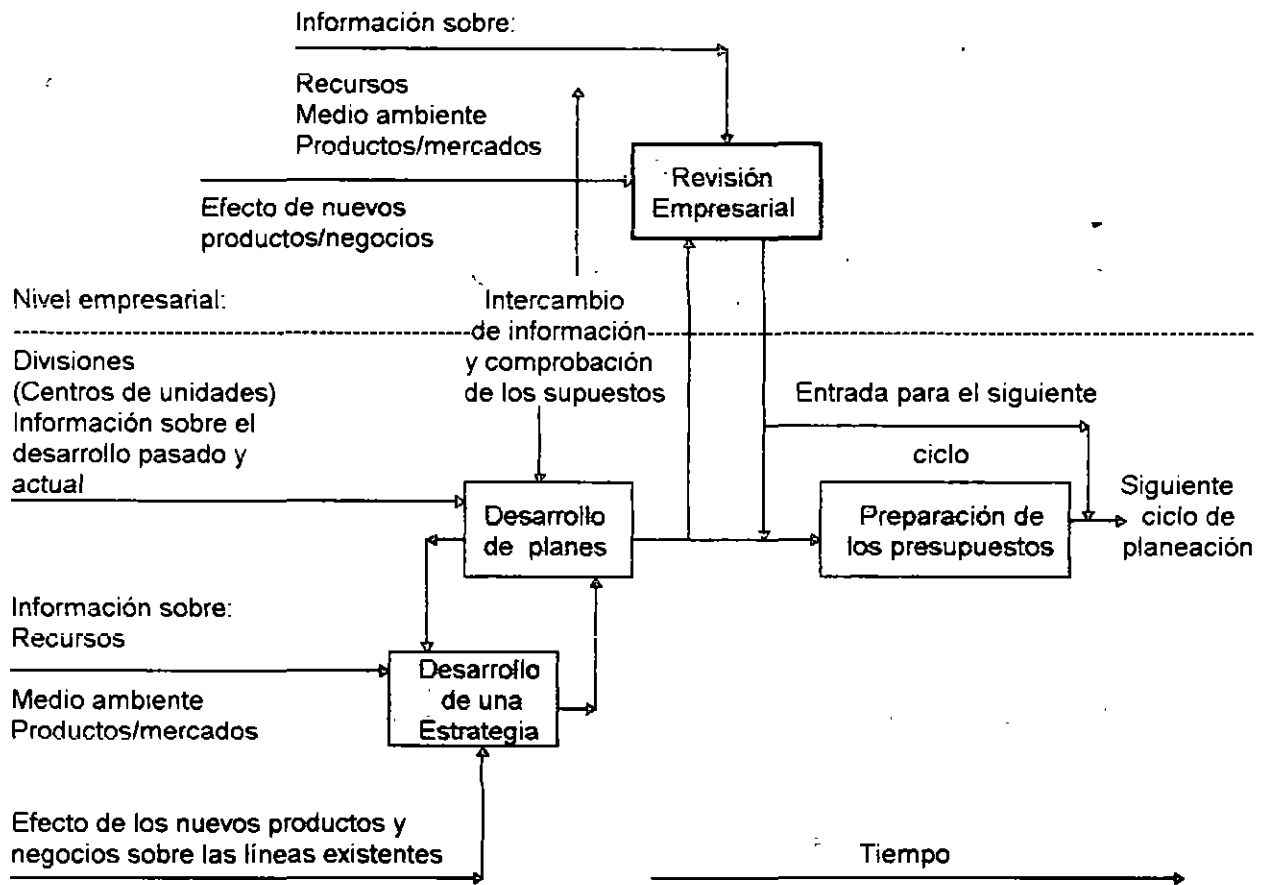 Información sobre:
Recursos
Medio ambiente
Productos/mercados
Revisión
Empresarial
Efecto de nuevos
productos/negocios
Nivel empresarial:
Intercambio
de información
y comprobación
de los supuestos
Divisiones
(Centros de unidades)
Información sobre el
desarrollo pasado y
actual
Entrada para el siguiente
ciclo
Desarrollo
de planes
Preparación de
los presupuestos
Siguiente
ciclo de
planeación
Información sobre:
Recursos
Medio ambiente
Productos/mercados
Desarrollo
de una
Estrategia
Efecto de los nuevos productos y
negocios sobre las líneas existentes
Tiempo